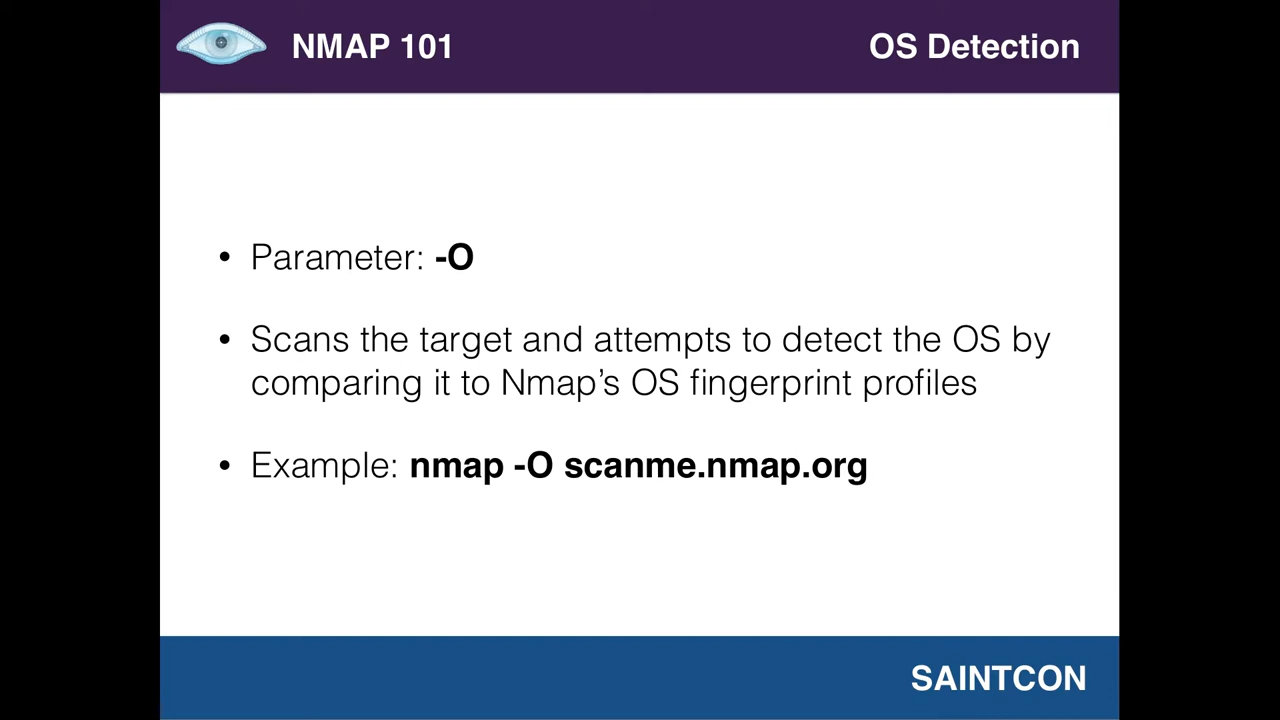 NMAP 101
OS Detection
• Parameter: -O
• Scans the target and attempts to detect the OS by
comparing it to Nmap’s OS fingerprint profiles
• Example: nmap -O scanme.nmap.org
SAINTCON